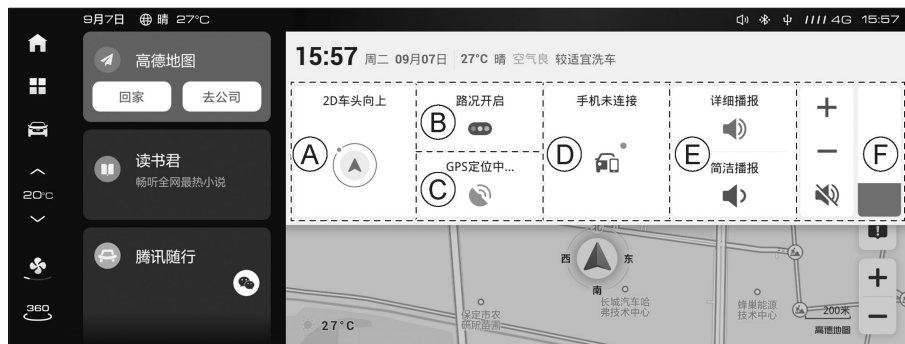 9月7日 晴 27°C
4G 15:57
高德地图
回家 去公司
读书君
畅听全网最热小说
腾讯随行
20°C
360
15:57 周二 09月07日 27°C 晴 空气良 较适宜洗车
2D车头向上
A
路况开启
B
GPS定位中...
C
手机未连接
D
详细播报
E
简洁播报
+
−
F
北
西 东
南
长城汽车哈
弗技术中心
保定市农
蜂巢能源
技术中心
200米
高德地图
27°C
+
−